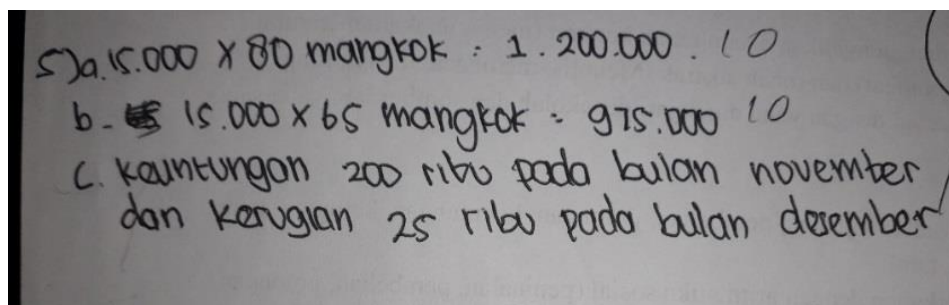 5) a. 15.000 x 80 mangkok = 1.200.000. 10
b. 15.000 x 65 mangkok = 975.000 10
c. kauntungan 200 ribu pada bulan november
dan kerugian 25 ribu pada bulan desember